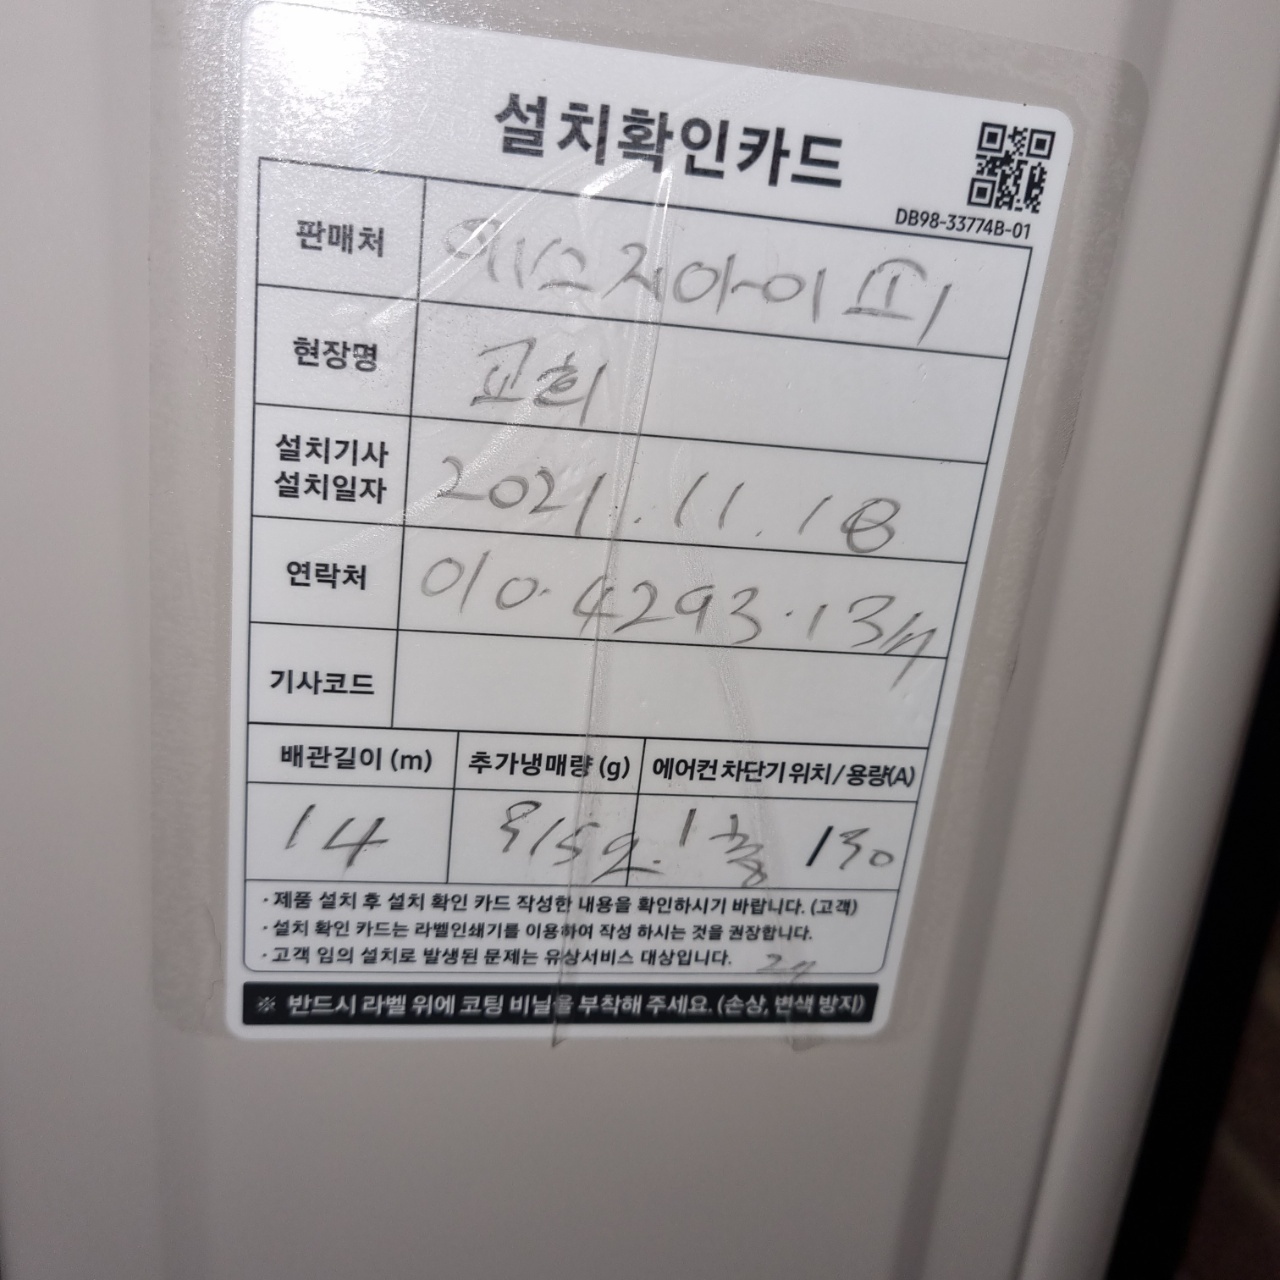 설치확인카드
DB98-33774B-01
판매처 에스지아이 프
현장명 교회
설치기사
설치일자 2021. 11. 18
연락처 010. 4293. 13
기사코드
배관길이 (m) 추가냉매량 (g) 에어컨 차단기 위치 / 용량(A)
14 815g. 1층 / 30
· 제품 설치 후 설치 확인 카드 작성한 내용을 확인하시기 바랍니다. (고객)
· 설치 확인 카드는 라벨인쇄기를 이용하여 작성 하시는 것을 권장합니다.
· 고객 임의 설치로 발생된 문제는 유상서비스 대상입니다.
※ 반드시 라벨 위에 코팅 비닐을 부착해 주세요. (손상, 변색 방지)